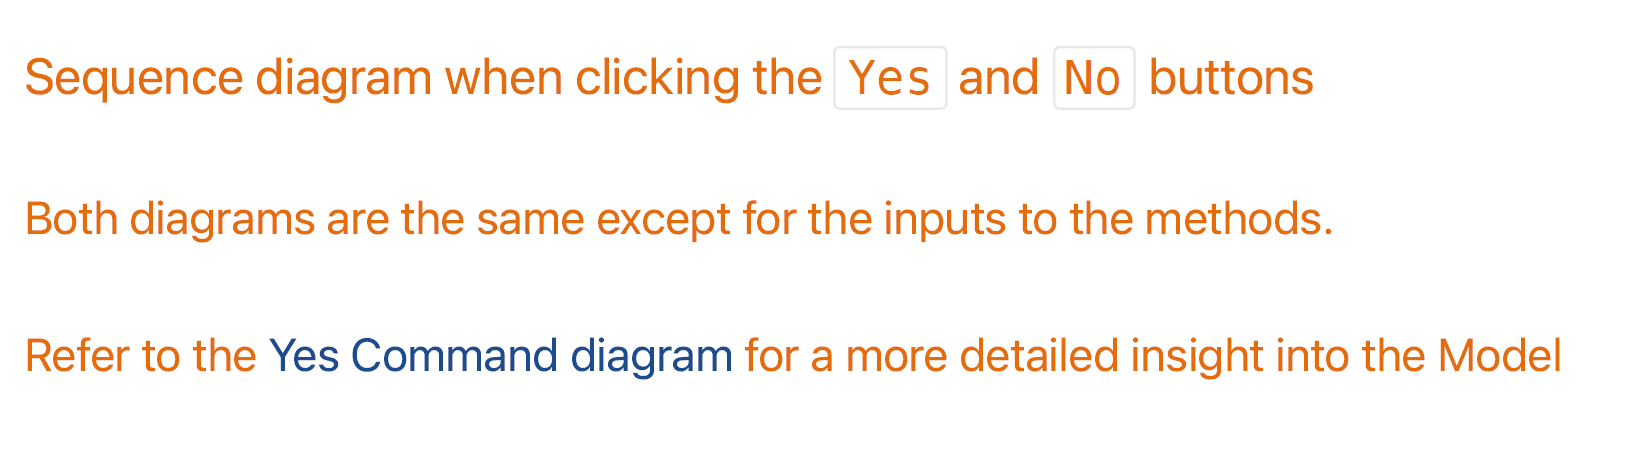 Sequence diagram when clicking the Yes and No buttons
Both diagrams are the same except for the inputs to the methods.
Refer to the Yes Command diagram for a more detailed insight into the Model